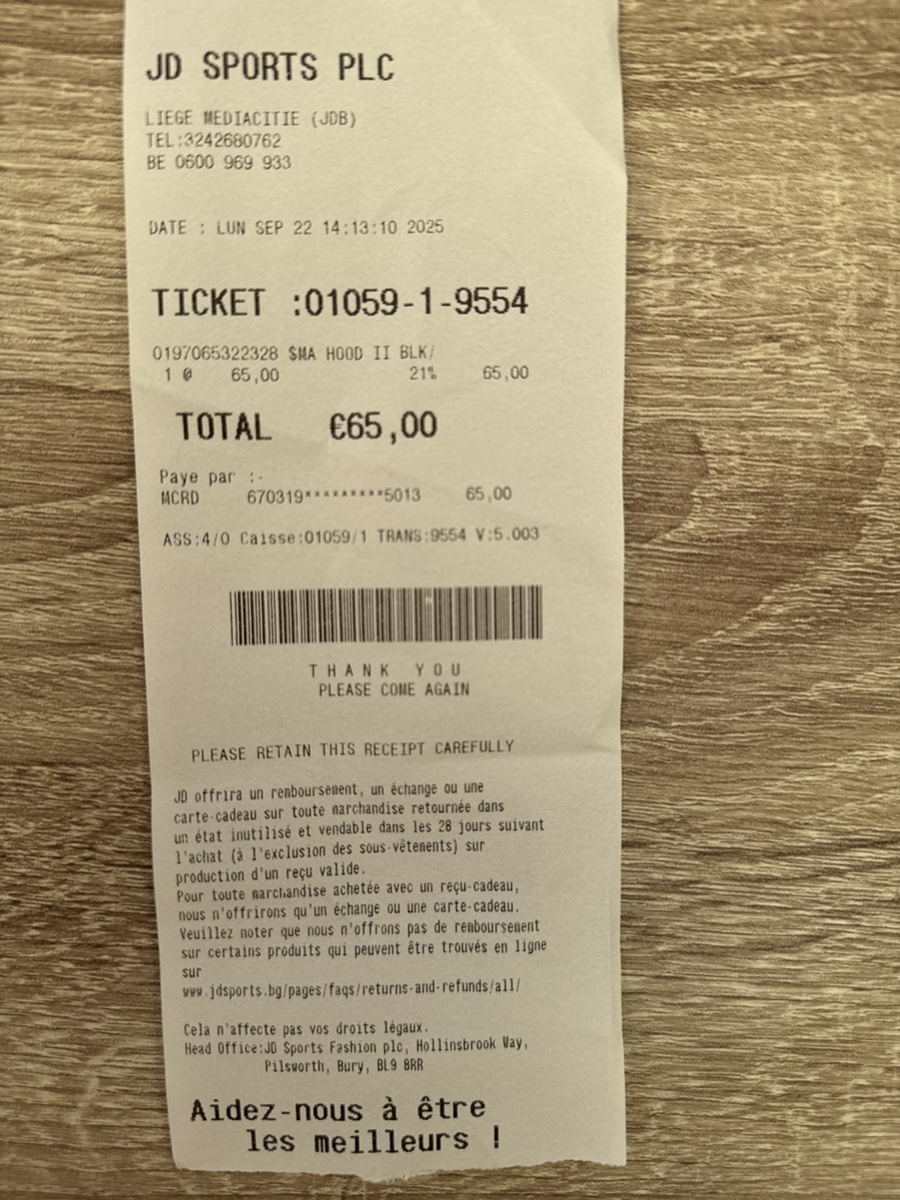 JD SPORTS PLC
LIEGE MEDIACITIE (JDB)
TEL:3242680762
BE 0600 969 933
DATE : LUN SEP 22 14:13:10 2025
TICKET :01059-1-9554
0197065322328 $MA HOOD II BLK/
1 @ 65,00 21% 65,00
TOTAL €65,00
Paye par :-
MCRD 670319*********5013 65,00
ASS:4/0 Caisse:01059/1 TRANS:9554 V:5.003
THANK YOU
PLEASE COME AGAIN
PLEASE RETAIN THIS RECEIPT CAREFULLY
JD offrira un remboursement, un échange ou une
carte-cadeau sur toute marchandise retournée dans
un état inutilisé et vendable dans les 28 jours suivant
l'achat (à l'exclusion des sous-vêtements) sur
production d'un reçu valide.
Pour toute marchandise achetée avec un reçu-cadeau,
nous n'offrirons qu'un échange ou une carte-cadeau.
Veuillez noter que nous n'offrons pas de remboursement
sur certains produits qui peuvent être trouvés en ligne
sur
www.jdsports.bg/pages/faqs/returns-and-refunds/all/
Cela n'affecte pas vos droits légaux.
Head Office:JD Sports Fashion plc, Hollinsbrook Way,
Pilsworth, Bury, BL9 8RR
Aidez-nous à être
les meilleurs !